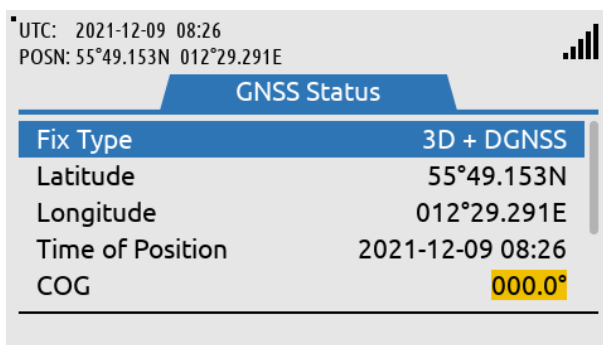 UTC: 2021-12-09 08:26
POSN: 55°49.153N 012°29.291E
GNSS Status
Fix Type 3D + DGNSS
Latitude 55°49.153N
Longitude 012°29.291E
Time of Position 2021-12-09 08:26
COG 000.0°